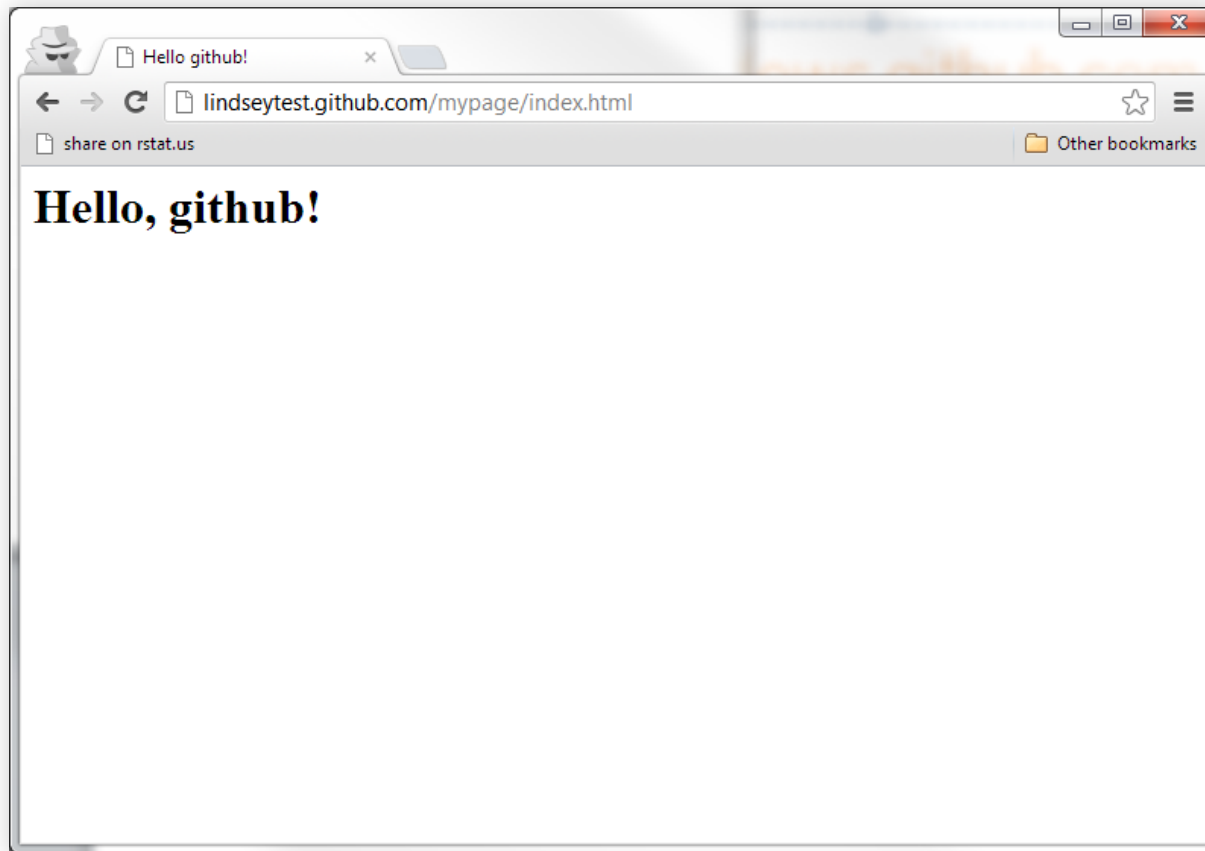 Hello github!
lindseytest.github.com/mypage/index.html
share on rstat.us
Other bookmarks
Hello, github!